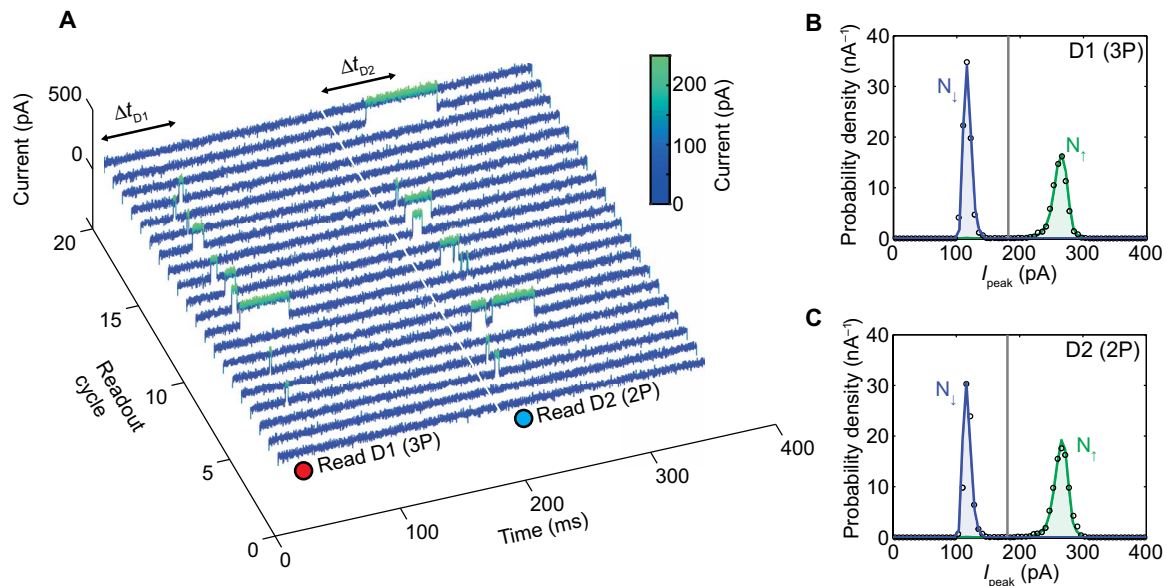 A
Δt_D1
Δt_D2
500
0
Current (pA)
20
15
10
5
0
Readout
cycle
0
100
200
300
400
Time (ms)
Read D1 (3P)
Read D2 (2P)
200
100
0
Current (pA)
B
D1 (3P)
N↓
N↑
40
30
20
10
0
Probability density (nA⁻¹)
0 100 200 300 400
I_peak (pA)
C
D2 (2P)
N↓
N↑
40
30
20
10
0
Probability density (nA⁻¹)
0 100 200 300 400
I_peak (pA)